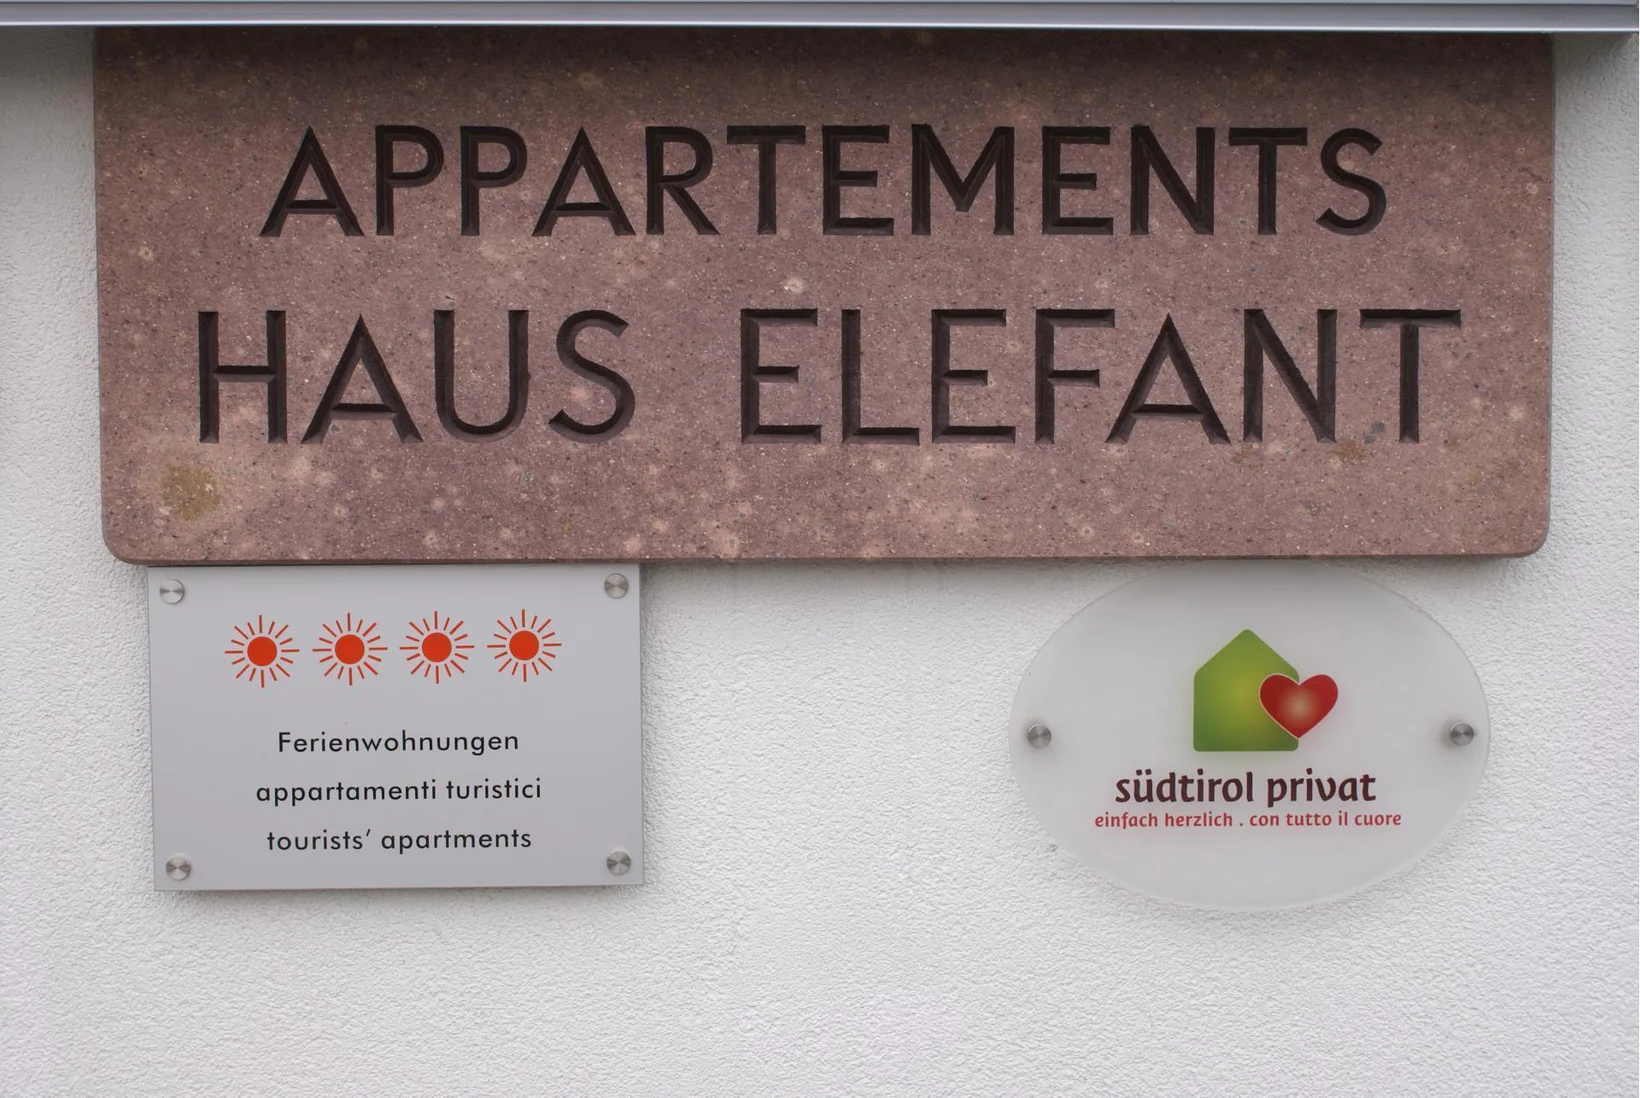 APPARTEMENTS
HAUS ELEFANT
Ferienwohnungen
appartamenti turistici
tourists’ apartments
südtirol privat
einfach herzlich . con tutto il cuore